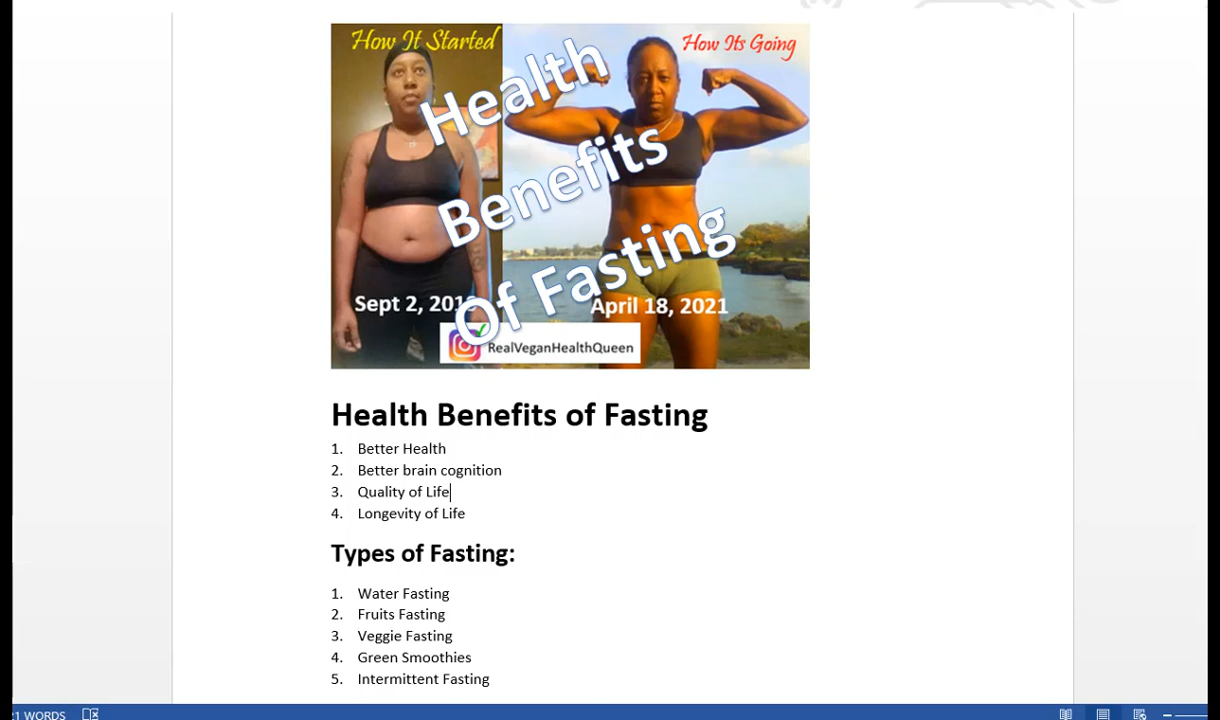 How It Started
How Its Going
Health
Benefits
Of Fasting
Sept 2, 201
April 18, 2021
RealVeganHealthQueen
Health Benefits of Fasting
1. Better Health
2. Better brain cognition
3. Quality of Life
4. Longevity of Life
Types of Fasting:
1. Water Fasting
2. Fruits Fasting
3. Veggie Fasting
4. Green Smoothies
5. Intermittent Fasting
1 WORDS